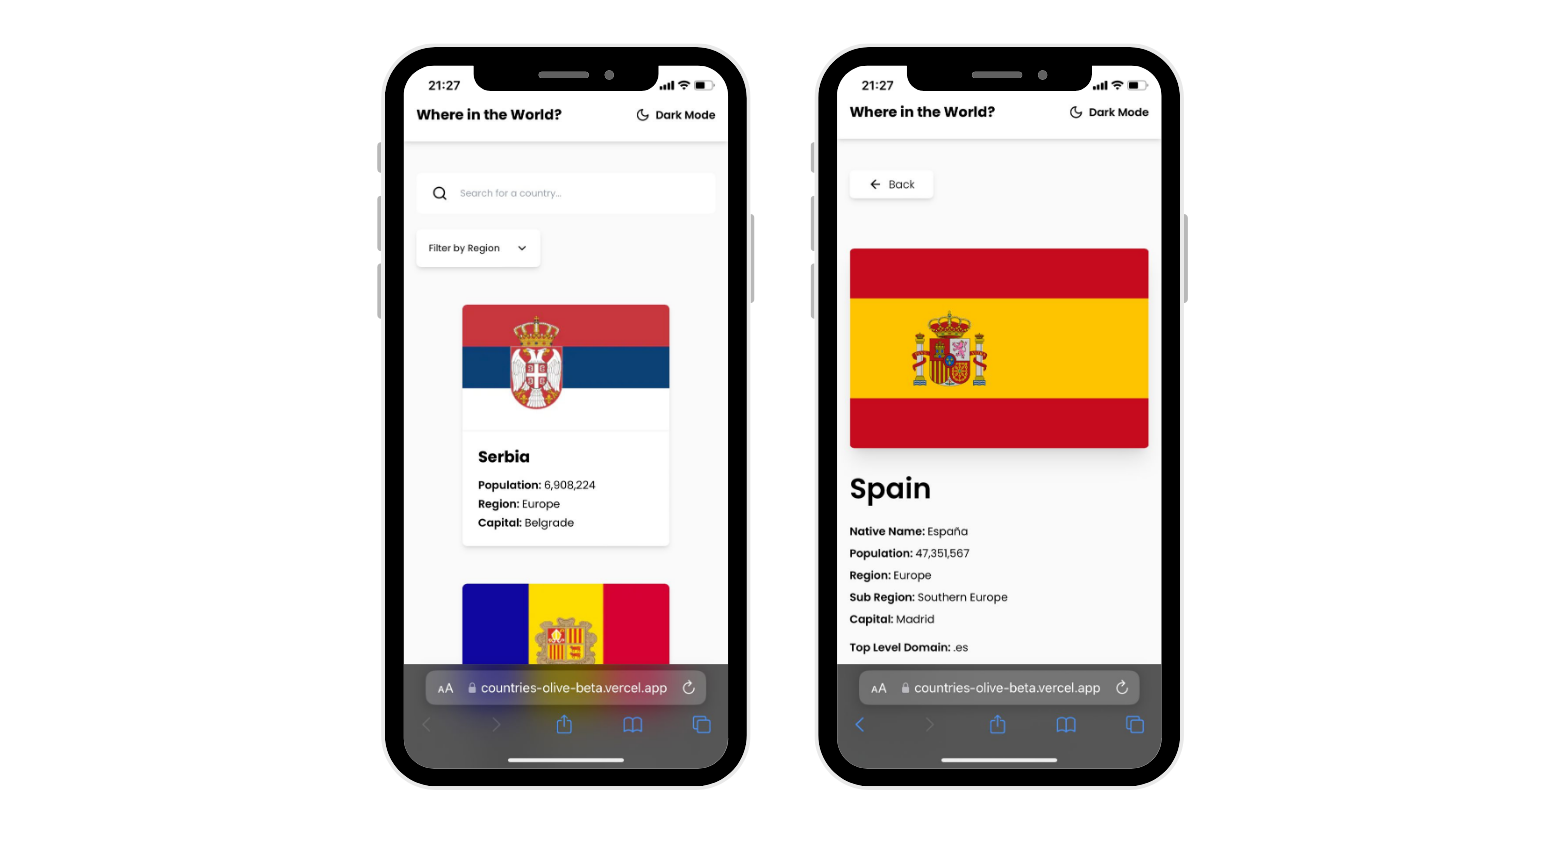 21:27
Where in the World?
Dark Mode
Search for a country...
Filter by Region
Serbia
Population: 6,908,224
Region: Europe
Capital: Belgrade
AA countries-olive-beta.vercel.app
21:27
Where in the World?
Dark Mode
Back
Spain
Native Name: España
Population: 47,351,567
Region: Europe
Sub Region: Southern Europe
Capital: Madrid
Top Level Domain: .es
AA countries-olive-beta.vercel.app